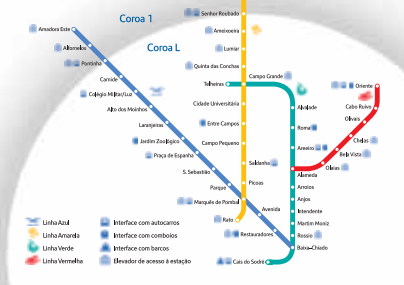 Coroa 1
Senhor Roubado
Amadora Este
Ameixoeira
Coroa L
Alfornelos
Lumiar
Pontinha
Quinta das Conchas
Carnide
Telheiras
Campo Grande
Oriente
Colégio Militar/Luz
Cidade Universitária
Alvalade
Cabo Ruivo
Alto dos Moinhos
Olivais
Laranjeiras
Entre Campos
Roma
Chelas
Jardim Zoológico
Campo Pequeno
Areeiro
Bela Vista
Praça de Espanha
Saldanha
Olaias
S. Sebastião
Alameda
Parque
Picoas
Arroios
Marquês de Pombal
Anjos
Avenida
Intendente
Rato
Martim Moniz
Restauradores
Rossio
Baixa-Chiado
Cais do Sodré
Linha Azul
Interface com autocarros
Linha Amarela
Interface com comboios
Linha Verde
Interface com barcos
Linha Vermelha
Elevador de acesso à estação